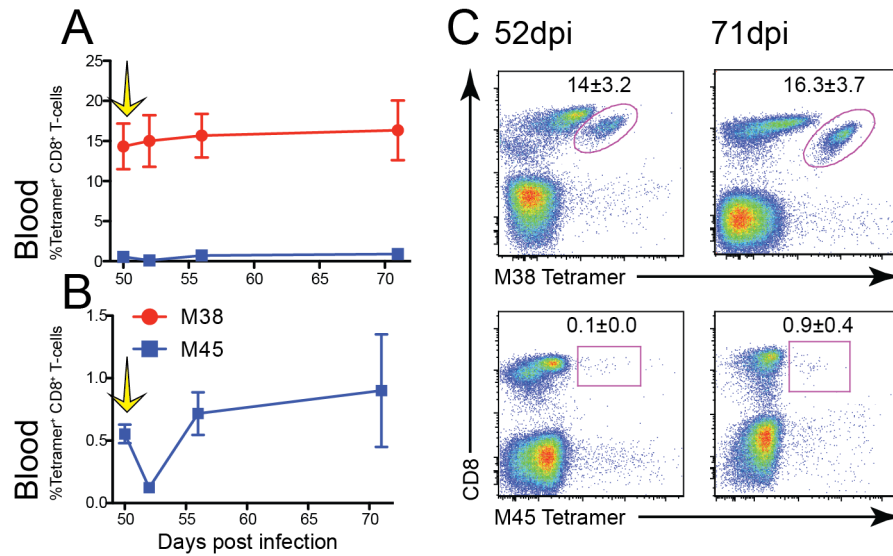 A
25
20
15
10
5
0
50
55
60
65
70
Blood
%Tetramer⁺ CD8⁺ T-cells
B
M38
M45
1.5
1.0
0.5
0.0
50
55
60
65
70
Blood
%Tetramer⁺ CD8⁺ T-cells
Days post infection
C
52dpi
71dpi
14±3.2
16.3±3.7
M38 Tetramer
0.1±0.0
0.9±0.4
CD8
M45 Tetramer